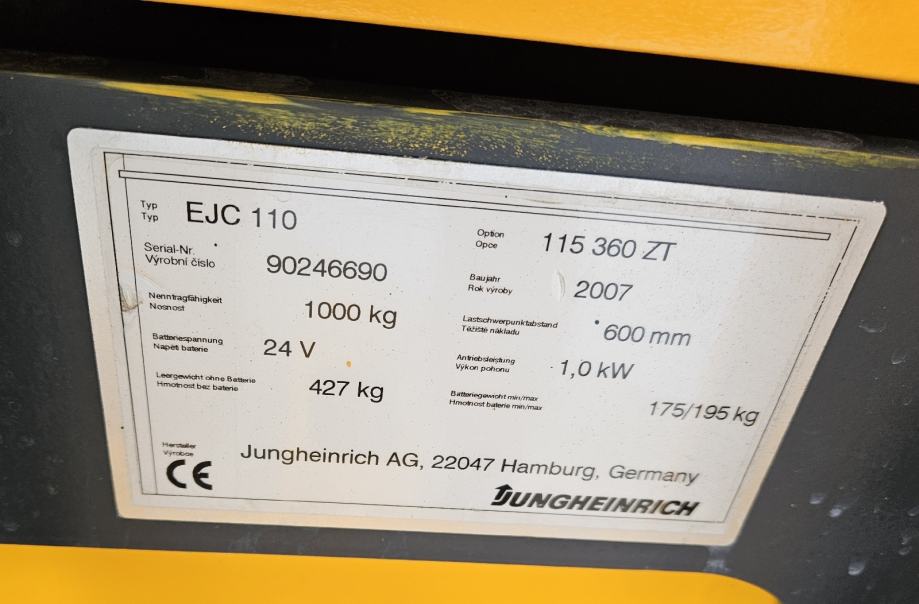 Typ
Typ
EJC 110
Option
Opce
115 360 ZT
Serial-Nr.
Výrobní číslo
90246690
Baujahr
Rok výroby
2007
Nenntragfähigkeit
Nosnost
1000 kg
Lastschwerpunktabstand
Těžiště nákladu
600 mm
Batteriespannung
Napětí baterie
24 V
Antriebsleistung
Výkon pohonu
1,0 kW
Leergewicht ohne Batterie
Hmotnost bez baterie
427 kg
Batteriegewicht min/max
Hmotnost baterie min/max
175/195 kg
Hersteller
Výrobce
Jungheinrich AG, 22047 Hamburg, Germany
CE
JUNGHEINRICH